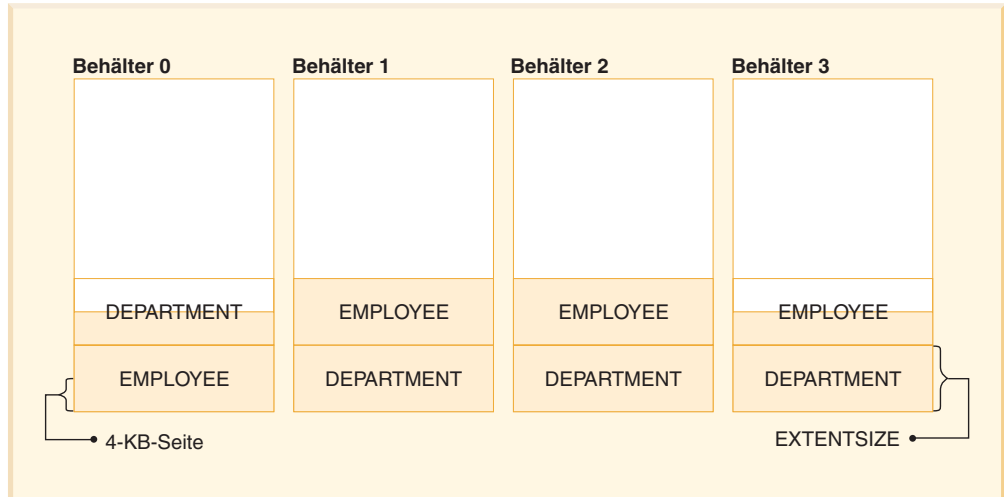 Behälter 0 Behälter 1 Behälter 2 Behälter 3
DEPARTMENT EMPLOYEE EMPLOYEE EMPLOYEE
EMPLOYEE DEPARTMENT DEPARTMENT DEPARTMENT
4-KB-Seite EXTENTSIZE